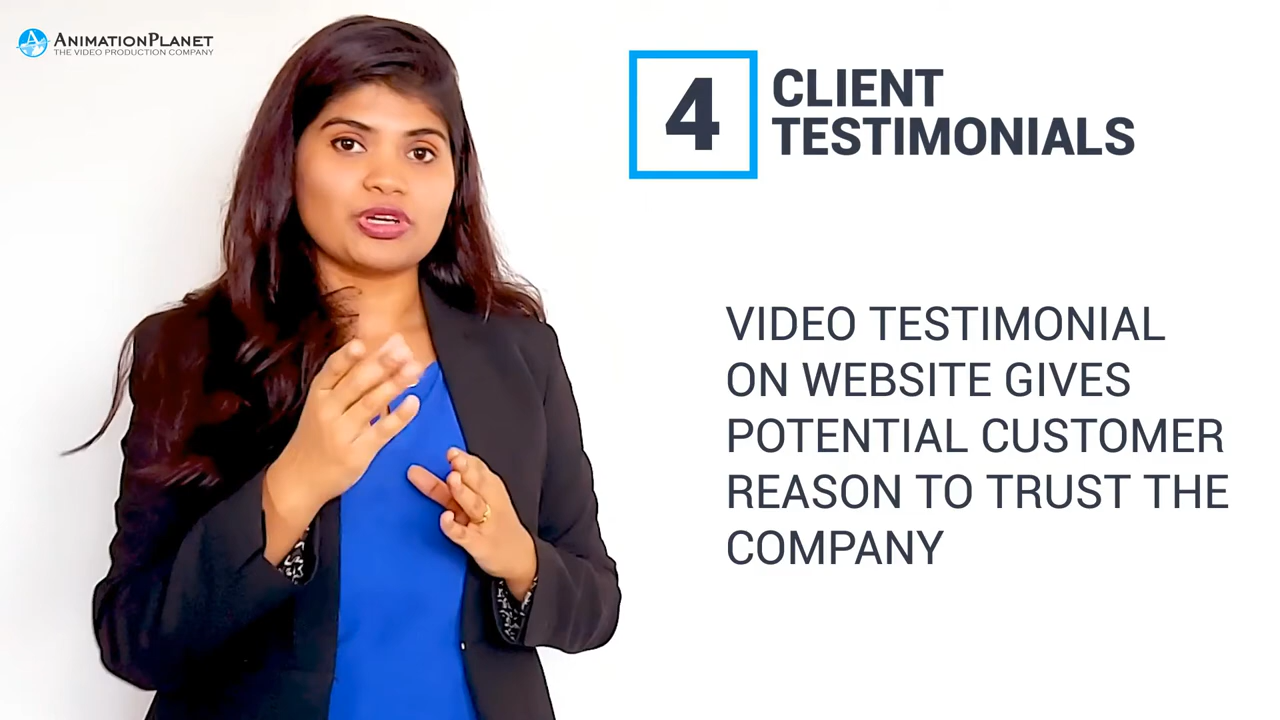 ANIMATIONPLANET
THE VIDEO PRODUCTION COMPANY
4
CLIENT
TESTIMONIALS
VIDEO TESTIMONIAL
ON WEBSITE GIVES
POTENTIAL CUSTOMER
REASON TO TRUST THE
COMPANY